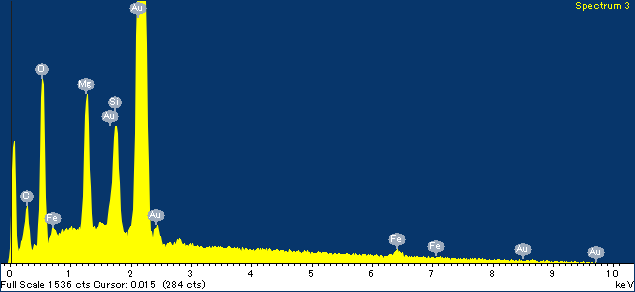 Spectrum 3
Au
O
Mg
Si
Au
C
Fe
Au
Fe
Fe
Au
Au
0 1 2 3 4 5 6 7 8 9 10
Full Scale 1536 cts Cursor: 0.015 (284 cts) keV